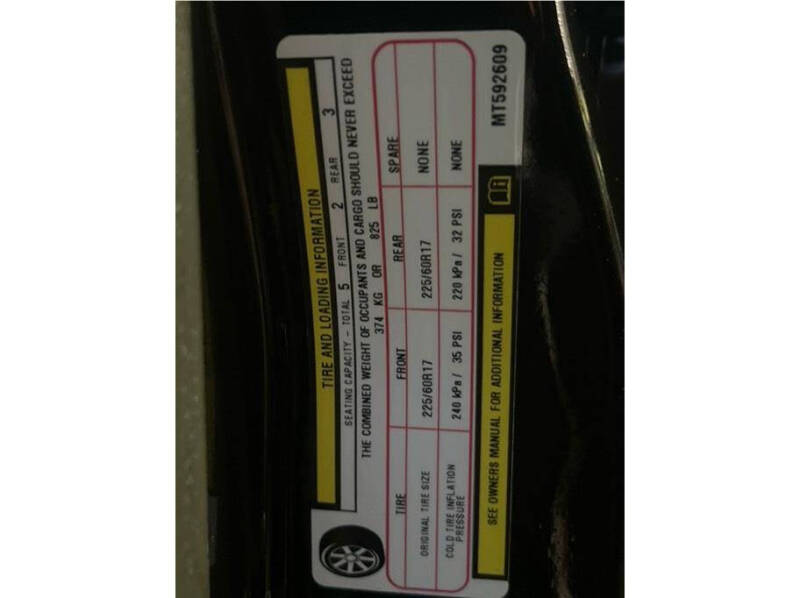 TIRE AND LOADING INFORMATION
SEATING CAPACITY - TOTAL 5 FRONT 2 REAR 3
THE COMBINED WEIGHT OF OCCUPANTS AND CARGO SHOULD NEVER EXCEED
374 KG OR 825 LB
TIRE FRONT REAR SPARE
ORIGINAL TIRE SIZE 225/60R17 225/60R17 NONE
COLD TIRE INFLATION PRESSURE 240 kPa / 35 PSI 220 kPa / 32 PSI NONE
SEE OWNERS MANUAL FOR ADDITIONAL INFORMATION
MT592609